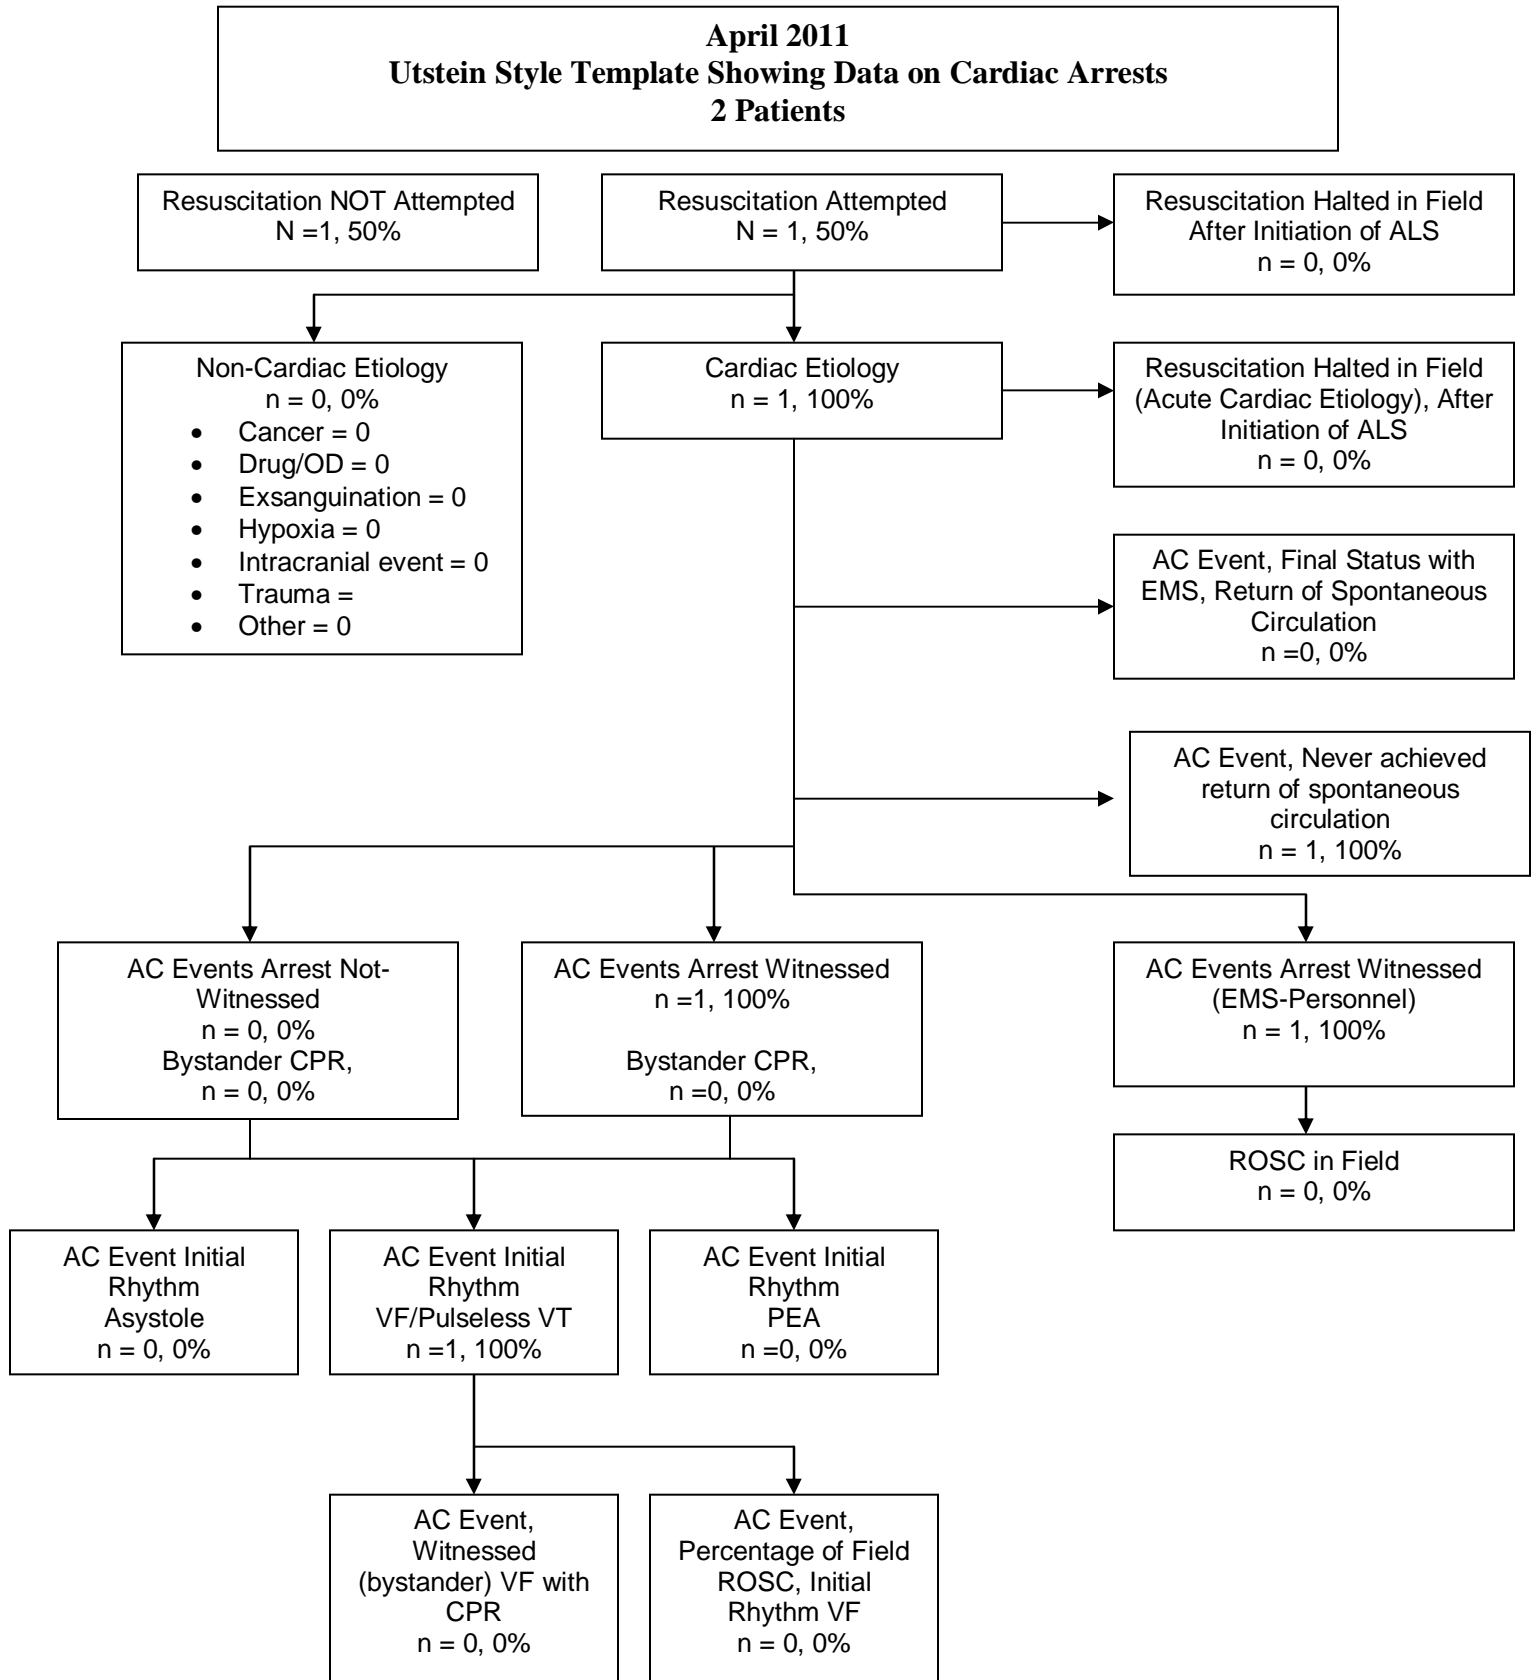 April 2011
Utstein Style Template Showing Data on Cardiac Arrests
2 Patients
Resuscitation NOT Attempted
N =1, 50%
Resuscitation Attempted
N = 1, 50%
Resuscitation Halted in Field
After Initiation of ALS
n = 0, 0%
Non-Cardiac Etiology
n = 0, 0%
• Cancer = 0
• Drug/OD = 0
• Exsanguination = 0
• Hypoxia = 0
• Intracranial event = 0
• Trauma =
• Other = 0
Cardiac Etiology
n = 1, 100%
Resuscitation Halted in Field
(Acute Cardiac Etiology), After
Initiation of ALS
n = 0, 0%
AC Event, Final Status with
EMS, Return of Spontaneous
Circulation
n =0, 0%
AC Event, Never achieved
return of spontaneous
circulation
n = 1, 100%
AC Events Arrest Not-
Witnessed
n = 0, 0%
Bystander CPR,
n = 0, 0%
AC Events Arrest Witnessed
n =1, 100%
Bystander CPR,
n =0, 0%
AC Events Arrest Witnessed
(EMS-Personnel)
n = 1, 100%
ROSC in Field
n = 0, 0%
AC Event Initial
Rhythm
Asystole
n = 0, 0%
AC Event Initial
Rhythm
VF/Pulseless VT
n =1, 100%
AC Event Initial
Rhythm
PEA
n =0, 0%
AC Event,
Witnessed
(bystander) VF with
CPR
n = 0, 0%
AC Event,
Percentage of Field
ROSC, Initial
Rhythm VF
n = 0, 0%